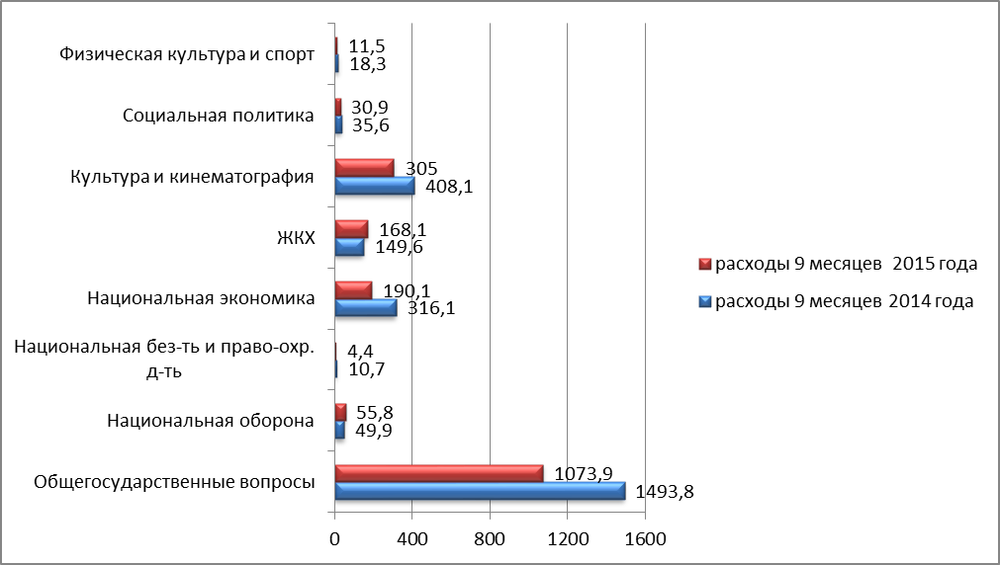 Физическая культура и спорт
11,5
18,3
Социальная политика
30,9
35,6
Культура и кинематография
305
408,1
ЖКХ
168,1
149,6
Национальная экономика
190,1
316,1
Национальная без-ть и право-охр.
д-ть
4,4
10,7
Национальная оборона
55,8
49,9
Общегосударственные вопросы
1073,9
1493,8
0 400 800 1200 1600
расходы 9 месяцев 2015 года
расходы 9 месяцев 2014 года